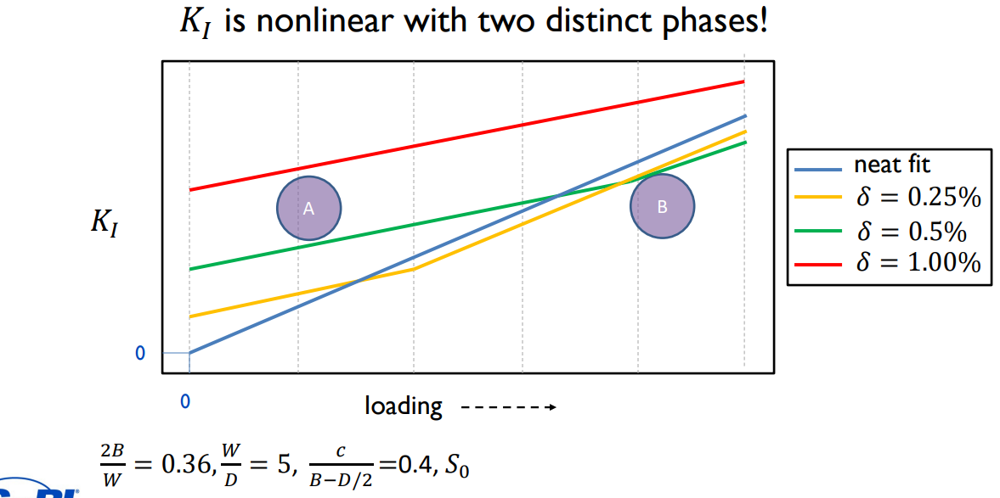 K_I is nonlinear with two distinct phases!
K_I
A
B
neat fit
δ = 0.25%
δ = 0.5%
δ = 1.00%
0
0
loading
2B/W = 0.36, W/D = 5, c/(B−D/2) =0.4, S_0